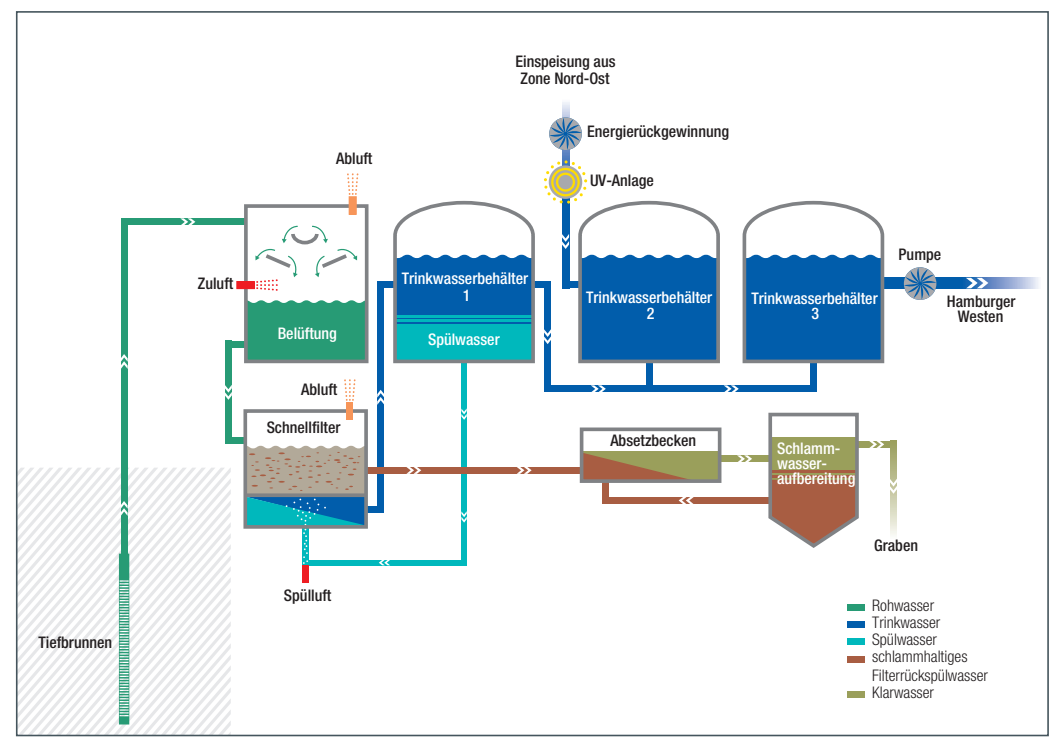 Einspeisung aus
Zone Nord-Ost
Energierückgewinnung
Abluft
UV-Anlage
Zuluft
Trinkwasserbehälter
1
Trinkwasserbehälter
2
Trinkwasserbehälter
3
Pumpe
Hamburger
Westen
Belüftung
Spülwasser
Abluft
Schnellfilter
Absetzbecken
Schlamm-
wasser-
aufbereitung
Graben
Spülluft
Tiefbrunnen
Rohwasser
Trinkwasser
Spülwasser
schlammhaltiges
Filterrückspülwasser
Klarwasser